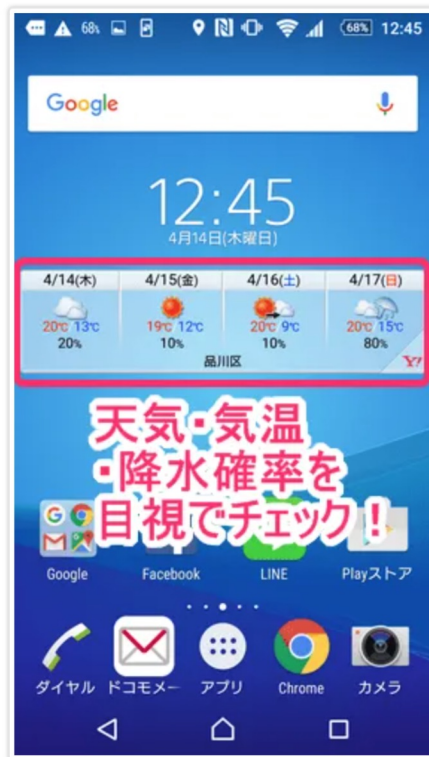 68%
68%
12:45
Google
12:45
4月14日(木曜日)
4/14(木) 4/15(金) 4/16(土) 4/17(日)
20℃ 13℃ 19℃ 12℃ 20℃ 9℃ 20℃ 15℃
20% 10% 10% 80%
品川区
Y!
天気・気温
・降水確率を
目視でチェック！
Google Facebook LINE Playストア
ダイヤル ドコモメー アプリ Chrome カメラ